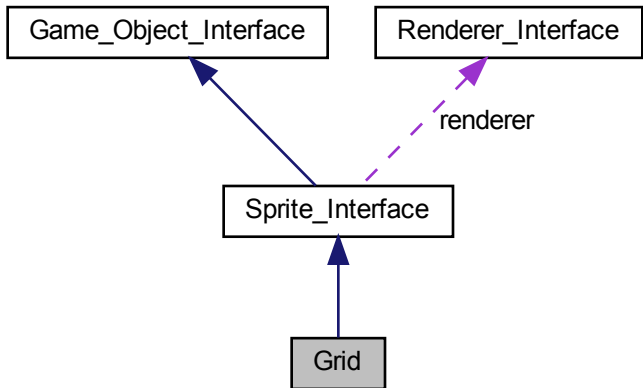 Game_Object_Interface
Renderer_Interface
renderer
Sprite_Interface
Grid